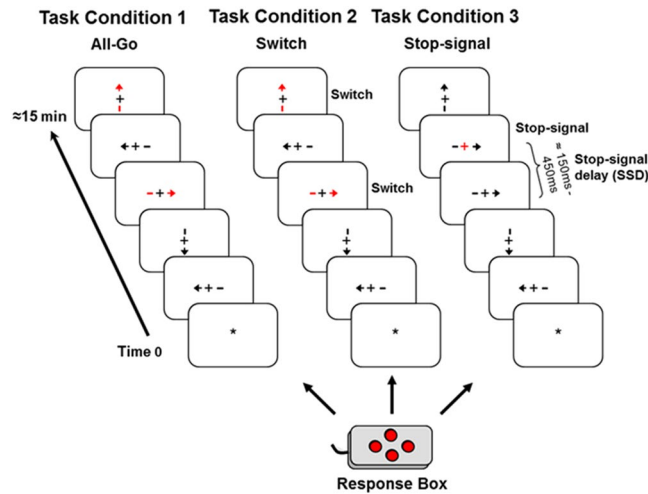 Task Condition 1
Task Condition 2
Task Condition 3
All-Go
Switch
Stop-signal
Switch
≈15 min
Stop-signal
≈ 150ms -
450ms
Stop-signal
delay (SSD)
Switch
Time 0
*
*
*
Response Box